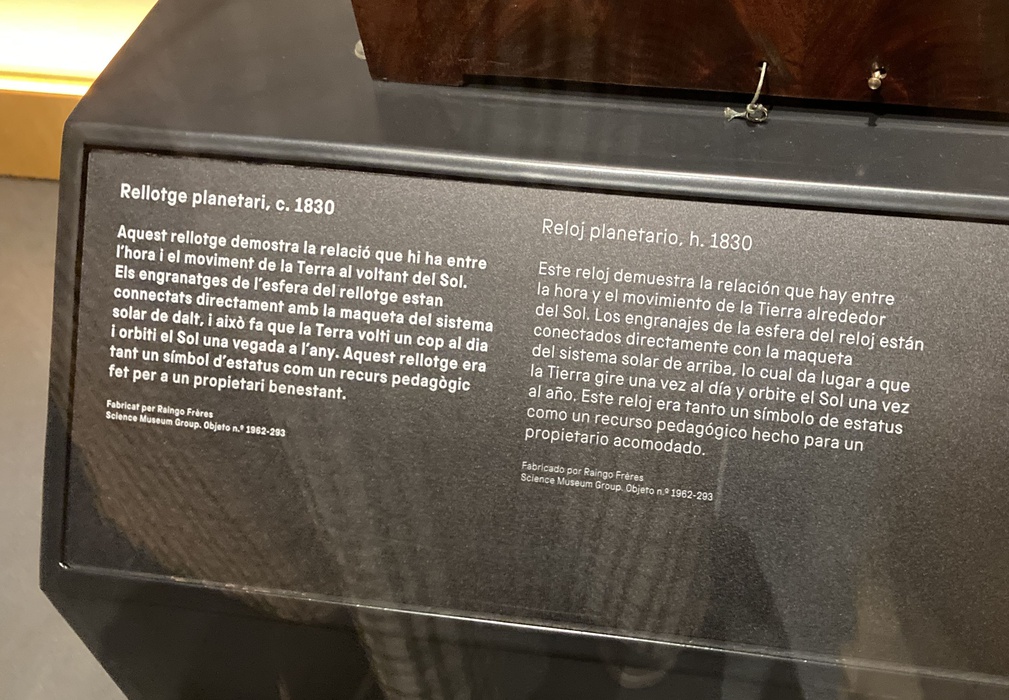 Rellotge planetari, c. 1830
Aquest rellotge demostra la relació que hi ha entre
l'hora i el moviment de la Terra al voltant del Sol.
Els engranatges de l'esfera del rellotge estan
connectats directament amb la maqueta del sistema
solar de dalt, i això fa que la Terra volti un cop al dia
i orbiti el Sol una vegada a l'any. Aquest rellotge era
tant un símbol d'estatus com un recurs pedagògic
fet per a un propietari benestant.
Fabricat per Raingo Frères
Science Museum Group. Objeto n.º 1962-293
Reloj planetario, h. 1830
Este reloj demuestra la relación que hay entre
la hora y el movimiento de la Tierra alrededor
del Sol. Los engranajes de la esfera del reloj están
conectados directamente con la maqueta
del sistema solar de arriba, lo cual da lugar a que
la Tierra gire una vez al día y orbite el Sol una vez
al año. Este reloj era tanto un símbolo de estatus
como un recurso pedagógico hecho para un
propietario acomodado.
Fabricado por Raingo Frères
Science Museum Group. Objeto n.º 1962-293